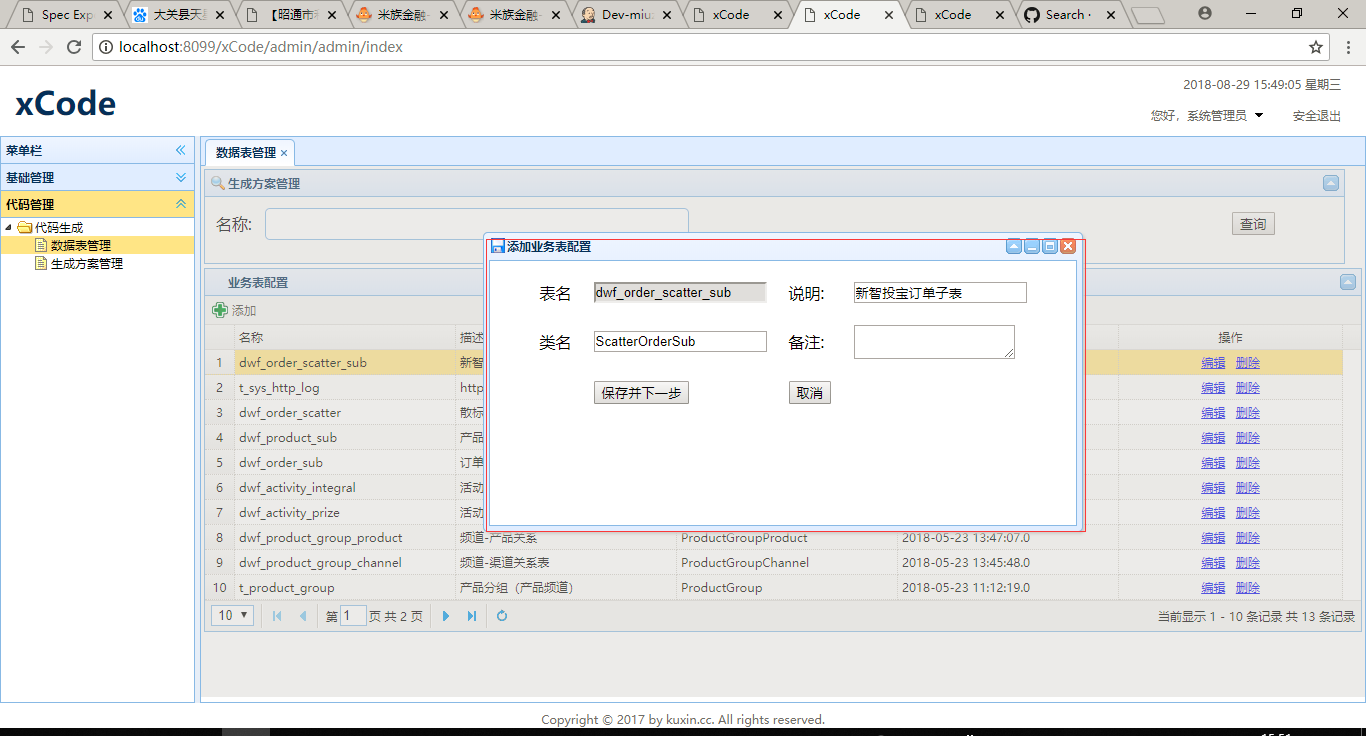 Spec Exp
大关县天
【昭通市
米族金融-
米族金融-
Dev-miu
xCode
xCode
xCode
Search ·
localhost:8099/xCode/admin/admin/index
xCode
2018-08-29 15:49:05 星期三
您好，系统管理员
安全退出
菜单栏
基础管理
代码管理
代码生成
数据表管理
生成方案管理
数据表管理
生成方案管理
名称:
查询
业务表配置
添加
名称 描述 操作
1 dwf_order_scatter_sub 新智 编辑 删除
2 t_sys_http_log http 编辑 删除
3 dwf_order_scatter 散标 编辑 删除
4 dwf_product_sub 产品 编辑 删除
5 dwf_order_sub 订单 编辑 删除
6 dwf_activity_integral 活动 编辑 删除
7 dwf_activity_prize 活动 编辑 删除
8 dwf_product_group_product 频道-产品关系 ProductGroupProduct 2018-05-23 13:47:07.0 编辑 删除
9 dwf_product_group_channel 频道-渠道关系表 ProductGroupChannel 2018-05-23 13:45:48.0 编辑 删除
10 t_product_group 产品分组（产品频道） ProductGroup 2018-05-23 11:12:19.0 编辑 删除
添加业务表配置
表名 dwf_order_scatter_sub 说明: 新智投宝订单子表
类名 ScatterOrderSub 备注:
保存并下一步 取消
10 第 1 页 共 2 页 当前显示 1 - 10 条记录 共 13 条记录
Copyright © 2017 by kuxin.cc. All rights reserved.